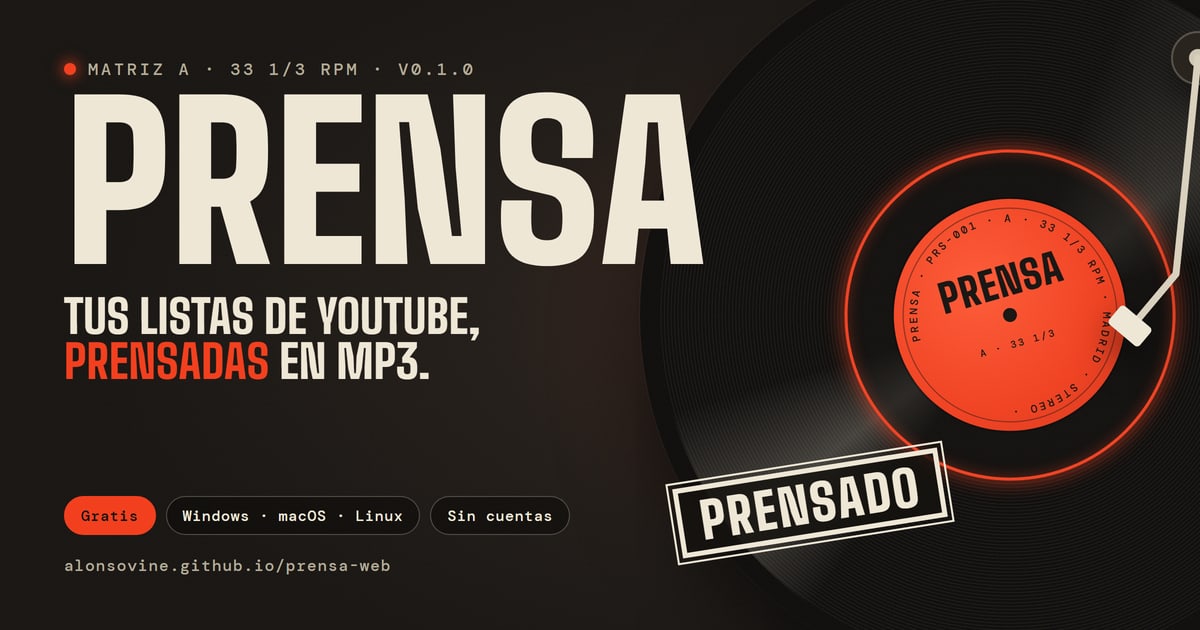 MATRIZ A · 33 1/3 RPM · V0.1.0
PRENSA
TUS LISTAS DE YOUTUBE,
PRENSADAS EN MP3.
Gratis
Windows · macOS · Linux
Sin cuentas
alonsovine.github.io/prensa-web
PRENSA · PRS-001 · A · 33 1/3 RPM · MADRID · STEREO ·
PRENSA
A · 33 1/3
PRENSADO